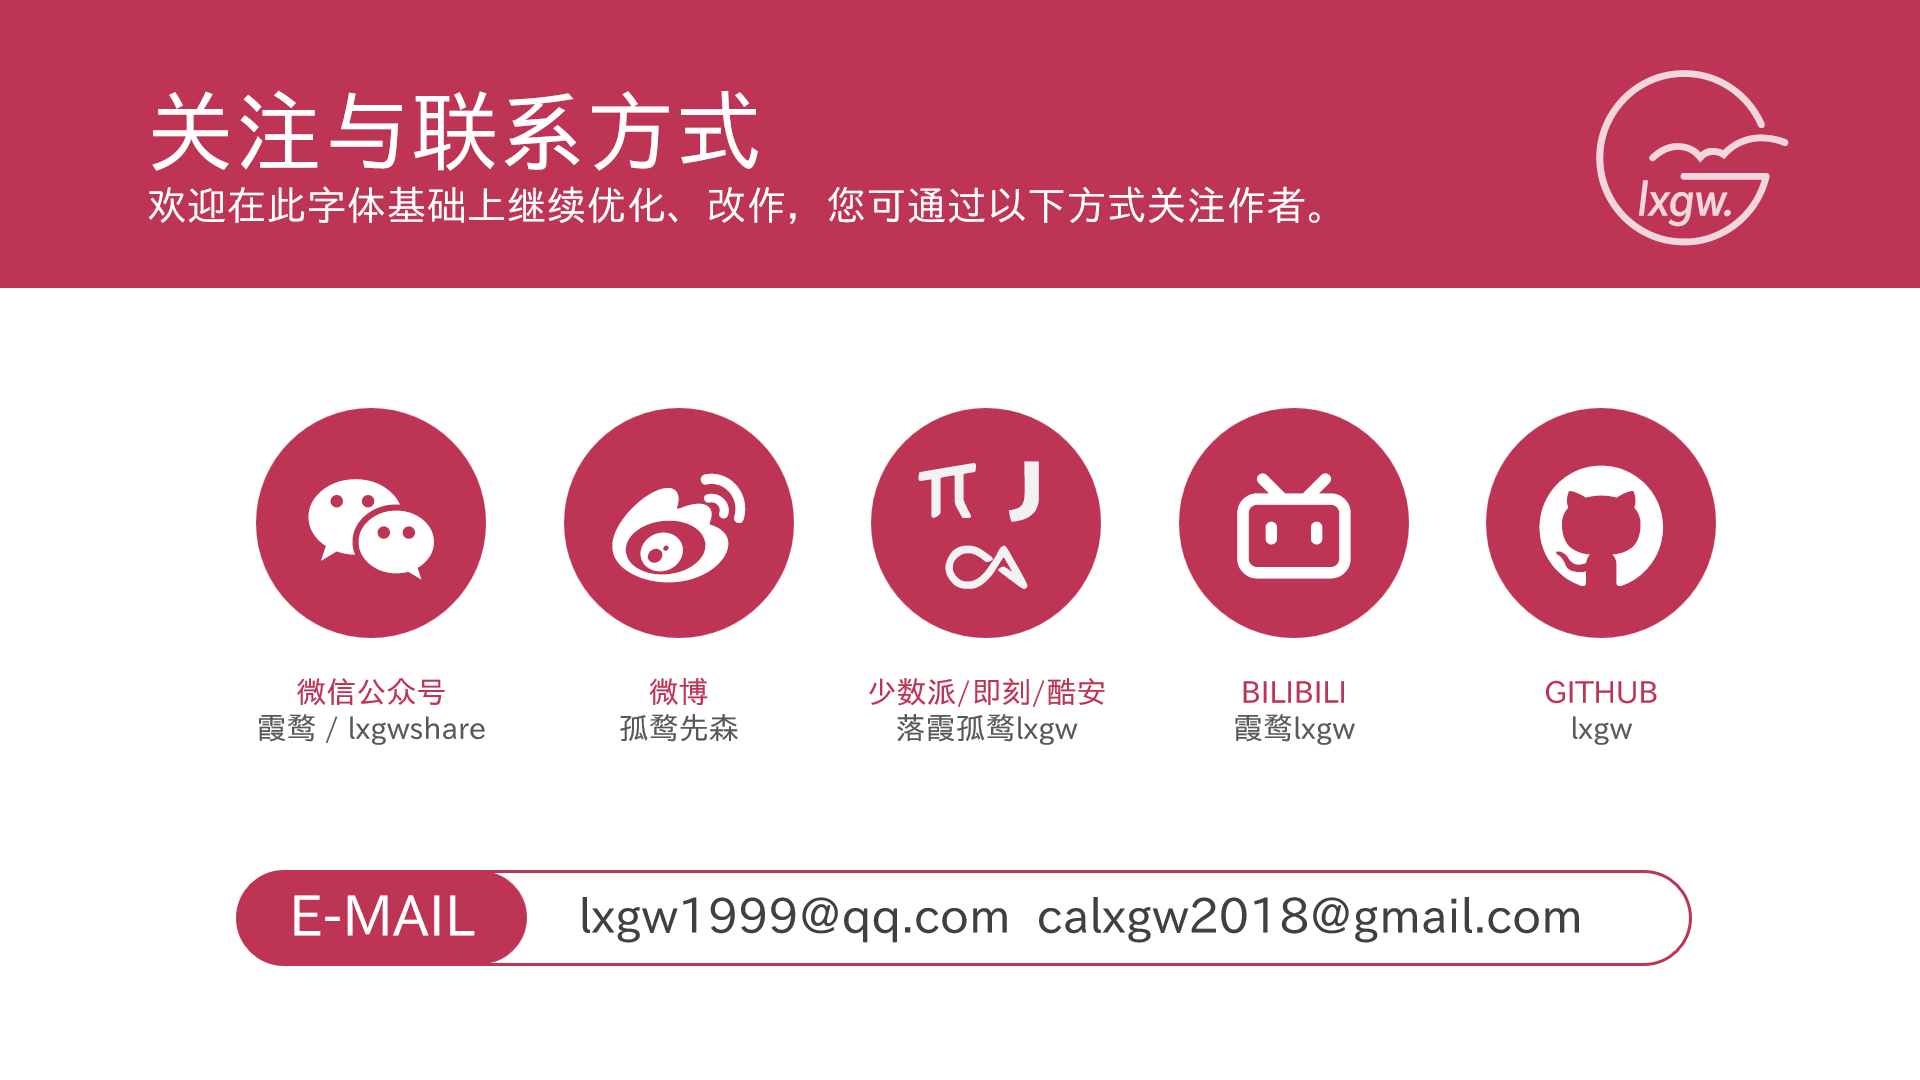 关注与联系方式
欢迎在此字体基础上继续优化、改作，您可通过以下方式关注作者。
lxgw.
微信公众号
霞鹜 / lxgwshare
微博
孤鹜先森
少数派/即刻/酷安
落霞孤鹜lxgw
BILIBILI
霞鹜lxgw
GITHUB
lxgw
E-MAIL
lxgw1999@qq.com calxgw2018@gmail.com